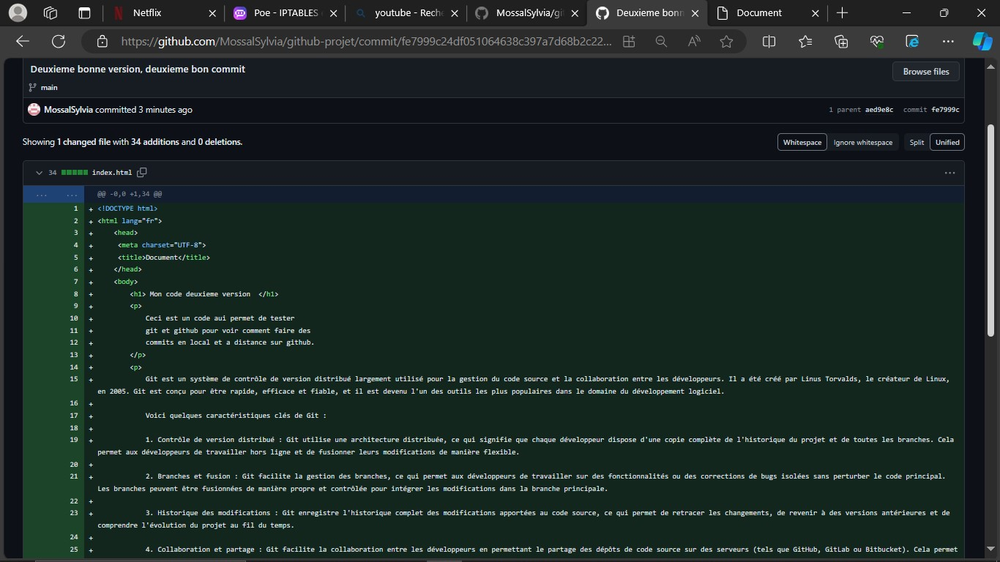 Netflix
Poe - IPTABLES
youtube - Reche
MossalSylvia/gi
Deuxieme bonn
Document
https://github.com/MossalSylvia/github-projet/commit/fe7999c24df051064638c397a7d68b2c22...
Deuxieme bonne version, deuxieme bon commit
Browse files
main
MossalSylvia committed 3 minutes ago
1 parent aed9e8c commit fe7999c
Showing 1 changed file with 34 additions and 0 deletions.
Whitespace Ignore whitespace Split Unified
34 index.html
... ... @@ -0,0 +1,34 @@
1 + <!DOCTYPE html>
2 + <html lang="fr">
3 + <head>
4 + <meta charset="UTF-8">
5 + <title>Document</title>
6 + </head>
7 + <body>
8 + <h1> Mon code deuxieme version </h1>
9 + <p>
10 + Ceci est un code aui permet de tester
11 + git et github pour voir comment faire des
12 + commits en local et a distance sur github.
13 + </p>
14 + <p>
15 + Git est un système de contrôle de version distribué largement utilisé pour la gestion du code source et la collaboration entre les développeurs. Il a été créé par Linus Torvalds, le créateur de Linux,
en 2005. Git est conçu pour être rapide, efficace et fiable, et il est devenu l'un des outils les plus populaires dans le domaine du développement logiciel.
16 +
17 + Voici quelques caractéristiques clés de Git :
18 +
19 + 1. Contrôle de version distribué : Git utilise une architecture distribuée, ce qui signifie que chaque développeur dispose d'une copie complète de l'historique du projet et de toutes les branches. Cela
permet aux développeurs de travailler hors ligne et de fusionner leurs modifications de manière flexible.
20 +
21 + 2. Branches et fusion : Git facilite la gestion des branches, ce qui permet aux développeurs de travailler sur des fonctionnalités ou des corrections de bugs isolées sans perturber le code principal.
Les branches peuvent être fusionnées de manière propre et contrôlée pour intégrer les modifications dans la branche principale.
22 +
23 + 3. Historique des modifications : Git enregistre l'historique complet des modifications apportées au code source, ce qui permet de retracer les changements, de revenir à des versions antérieures et de
comprendre l'évolution du projet au fil du temps.
24 +
25 + 4. Collaboration et partage : Git facilite la collaboration entre les développeurs en permettant le partage des dépôts de code source sur des serveurs (tels que GitHub, GitLab ou Bitbucket). Cela permet